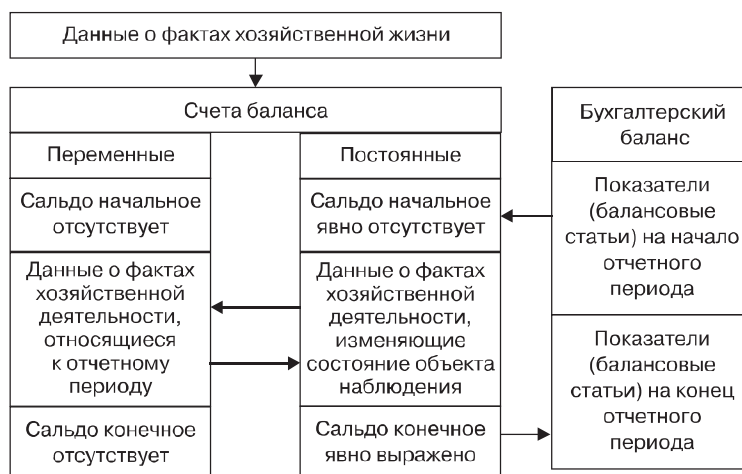 Данные о фактах хозяйственной жизни
Счета баланса
Переменные
Сальдо начальное
отсутствует
Данные о фактах
хозяйственной
деятельности,
относящиеся
к отчетному
периоду
Сальдо конечное
отсутствует
Постоянные
Сальдо начальное
явно отсутствует
Данные о фактах
хозяйственной
деятельности,
изменяющие
состояние объекта
наблюдения
Сальдо конечное
явно выражено
Бухгалтерский
баланс
Показатели
(балансовые
статьи) на начало
отчетного
периода
Показатели
(балансовые
статьи) на конец
отчетного
периода